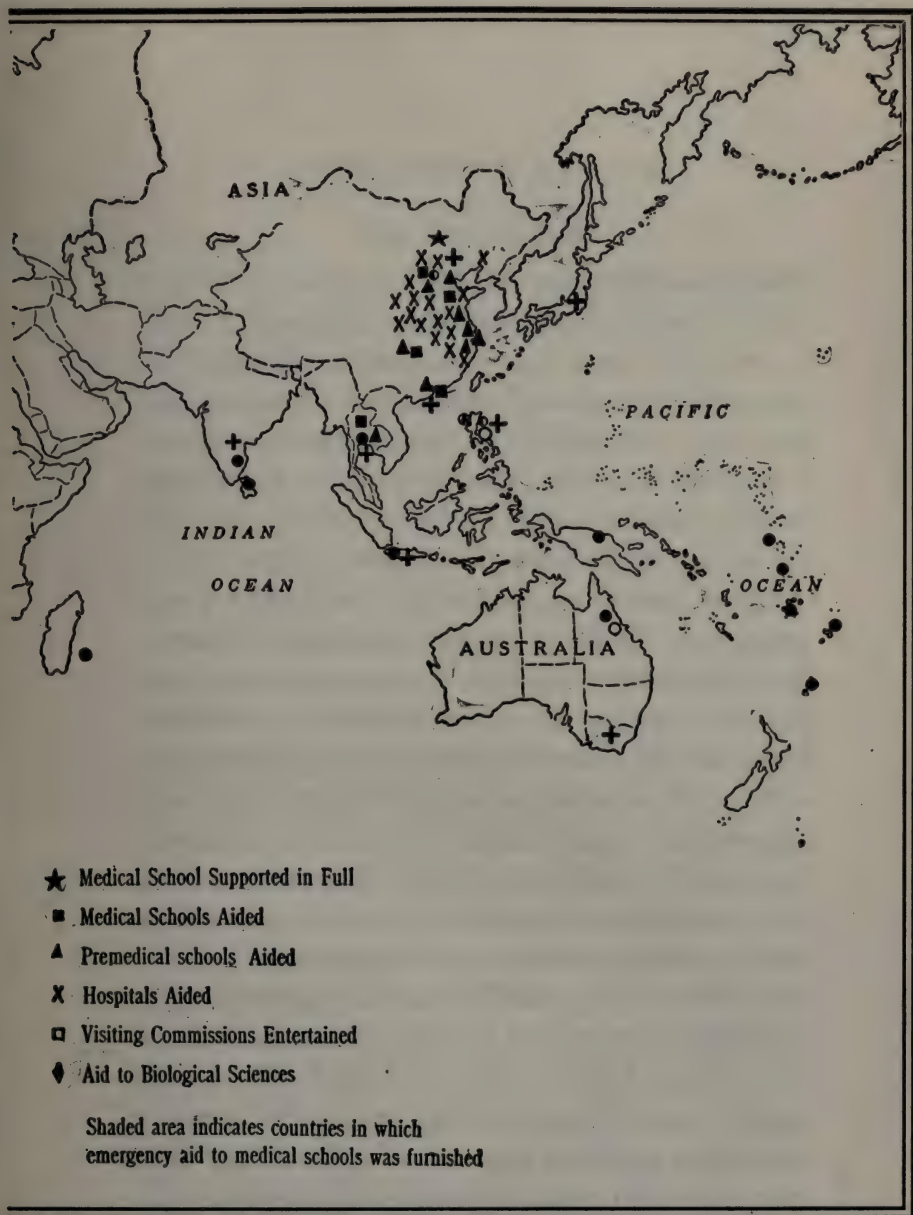 ASIA
PACIFIC
INDIAN
OCEAN
OCEAN
AUSTRALIA
Medical School Supported in Full
Medical Schools Aided
Premedical schools Aided
Hospitals Aided
Visiting Commissions Entertained
Aid to Biological Sciences
Shaded area indicates countries in which
emergency aid to medical schools was furnished